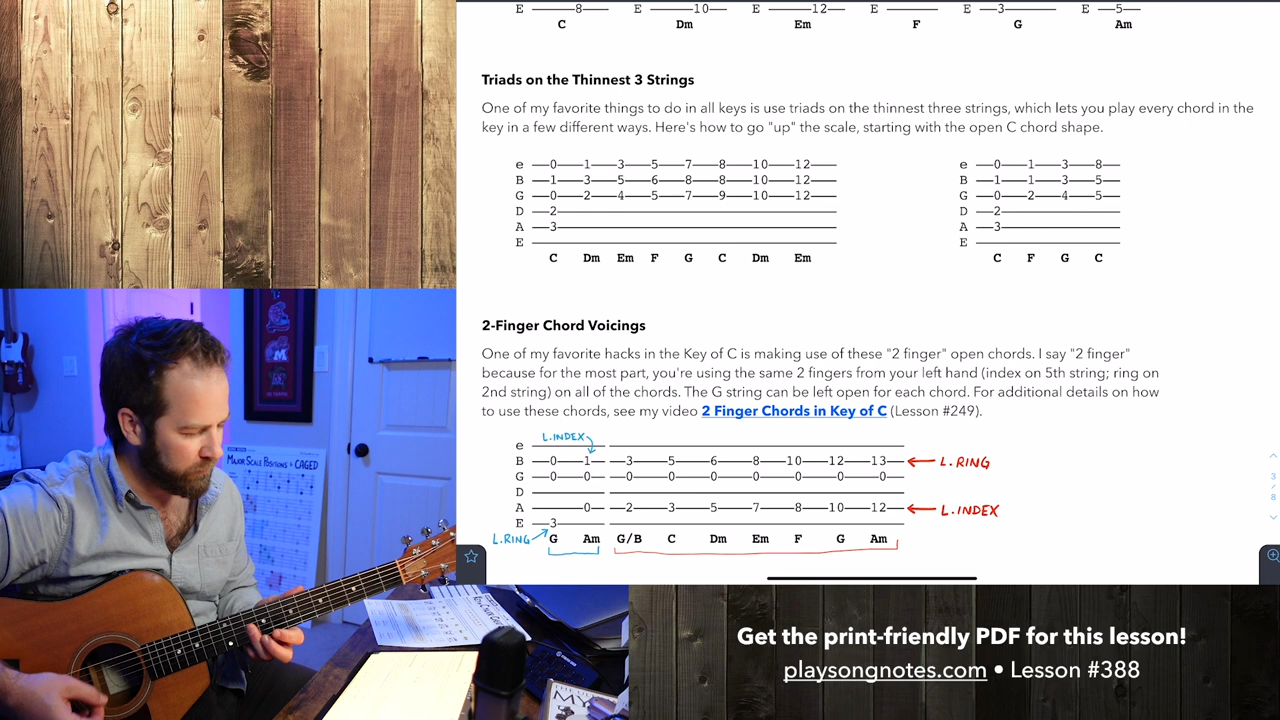 E ——8—— E ——10— E ——12— E ———— E —3—— E —5——
C Dm Em F G Am
Triads on the Thinnest 3 Strings
One of my favorite things to do in all keys is use triads on the thinnest three strings, which lets you play every chord in the
key in a few different ways. Here's how to go "up" the scale, starting with the open C chord shape.
e —0—1—3—5—7—8—10—12—
B —1—3—5—6—8—8—10—12—
G —0—2—4—5—7—9—10—12—
D —2—
A —3—
E
C Dm Em F G C Dm Em
e —0—1—3—8—
B —1—1—3—5—
G —0—2—4—5—
D —2—
A —3—
E
C F G C
2-Finger Chord Voicings
One of my favorite hacks in the Key of C is making use of these "2 finger" open chords. I say "2 finger"
because for the most part, you're using the same 2 fingers from your left hand (index on 5th string; ring on
2nd string) on all of the chords. The G string can be left open for each chord. For additional details on how
to use these chords, see my video 2 Finger Chords in Key of C (Lesson #249).
L.INDEX
e
B —0—1— —3—5—6—8—10—12—13— L.RING
G —0—0— —0—0—0—0—0—0—0—
D
A —0— —2—3—5—7—8—10—12— L.INDEX
E —3—
L.RING G Am G/B C Dm Em F G Am
3
/
8
MAJOR SCALE POSITIONS + CAGED
Get the print-friendly PDF for this lesson!
playsongnotes.com • Lesson #388